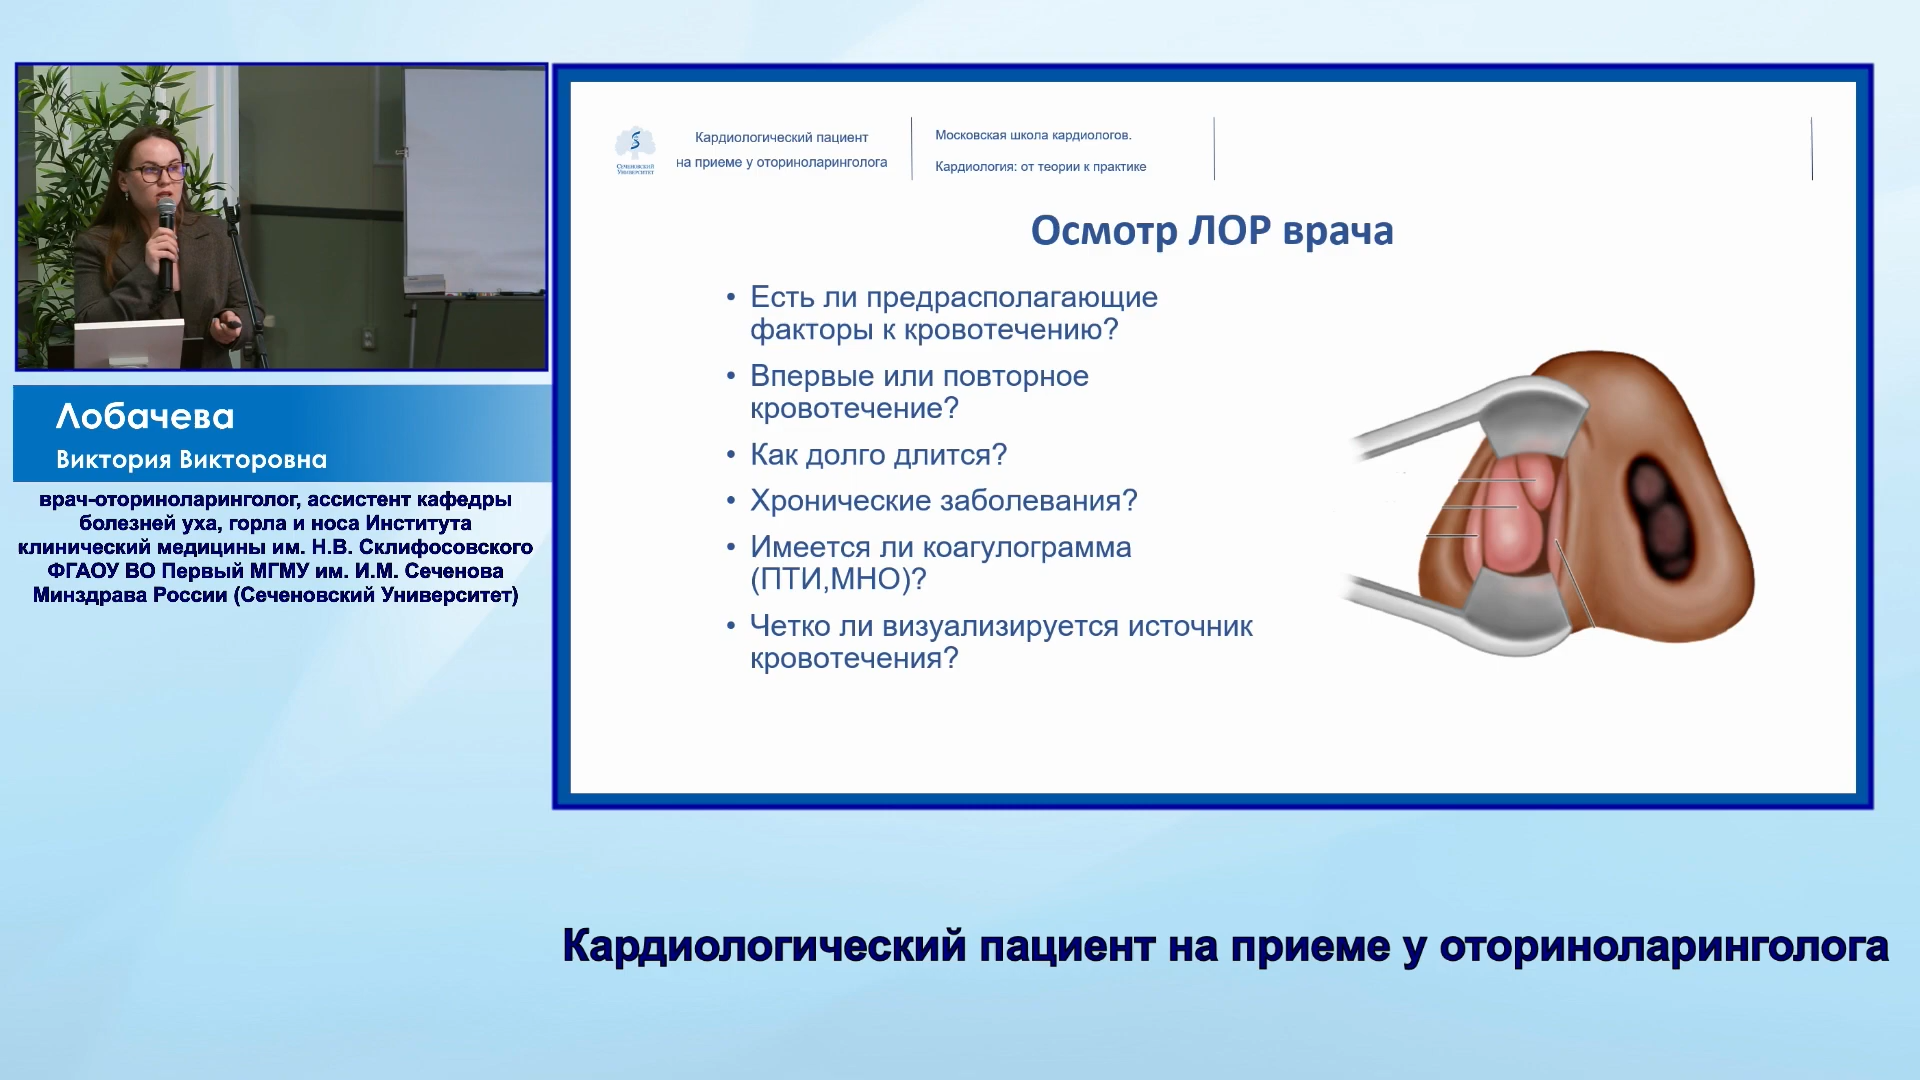 Лобачева
Виктория Викторовна
врач-оториноларинголог, ассистент кафедры
болезней уха, горла и носа Института
клинический медицины им. Н.В. Склифосовского
ФГАОУ ВО Первый МГМУ им. И.М. Сеченова
Минздрава России (Сеченовский Университет)
Сеченовский
Университет
Кардиологический пациент
на приеме у оториноларинголога
Московская школа кардиологов.
Кардиология: от теории к практике
Осмотр ЛОР врача
• Есть ли предрасполагающие
факторы к кровотечению?
• Впервые или повторное
кровотечение?
• Как долго длится?
• Хронические заболевания?
• Имеется ли коагулограмма
(ПТИ,МНО)?
• Четко ли визуализируется источник
кровотечения?
Кардиологический пациент на приеме у оториноларинголога